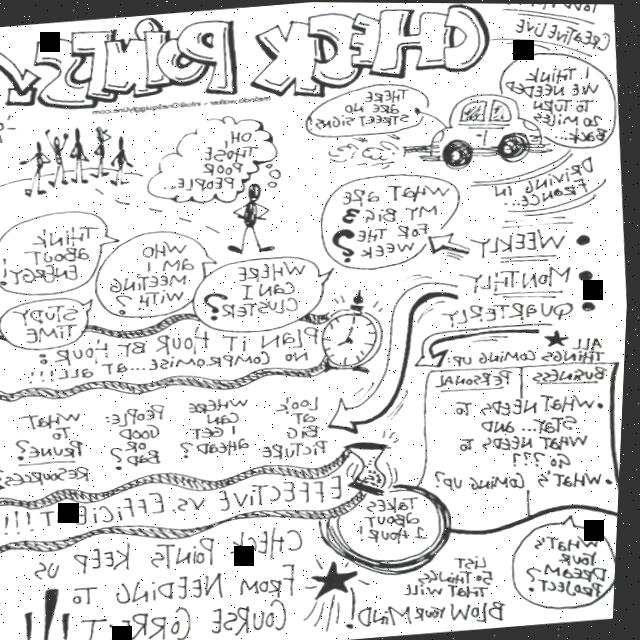 CHECK POINTS
CREATIVE LIVE
I THINK
WE NEEDED
TO TURN
20 MILES
BACK...
THERE
ARE NO
STREET SIGNS!
DRIVING IN
FRANCE...
OH,
THOSE
POOR
PEOPLE...
WHAT ARE
MY BIG 3
FOR THE
WEEK?
WEEKLY
MONTHLY
QUARTERLY
WHERE
CAN I
CLUSTER?
WHO
AM I
MEETING
WITH?
THINK
ABOUT
ENERGY!
STUDY
TIME
PLAN IT HOUR BY HOUR:
NO COMPROMISE...AT ALL!!!
ALL
THINGS COMING UP:
BUSINESS PERSONAL
WHAT NEEDS TO
STAY... AND
WHAT NEEDS TO
GO???
WHAT'S COMING UP?
LOOK
AT
BIG
PICTURE
WHERE
CAN
I GET
AHEAD?
PEOPLE:
GOOD
OR
BAD?
WHAT
TO
PRUNE?
RESOURCES?
EFFECTIVE VS. EFFICIENT!!!
TAKES
ABOUT
1 HOUR!
CHECK POINTS KEEP US
FROM NEEDING TO
COURSE CORRECT!!!
LIST
50 THINGS
THAT WILL
BLOW YOUR MIND!
WHAT'S
YOUR
DREAM
PROJECT?